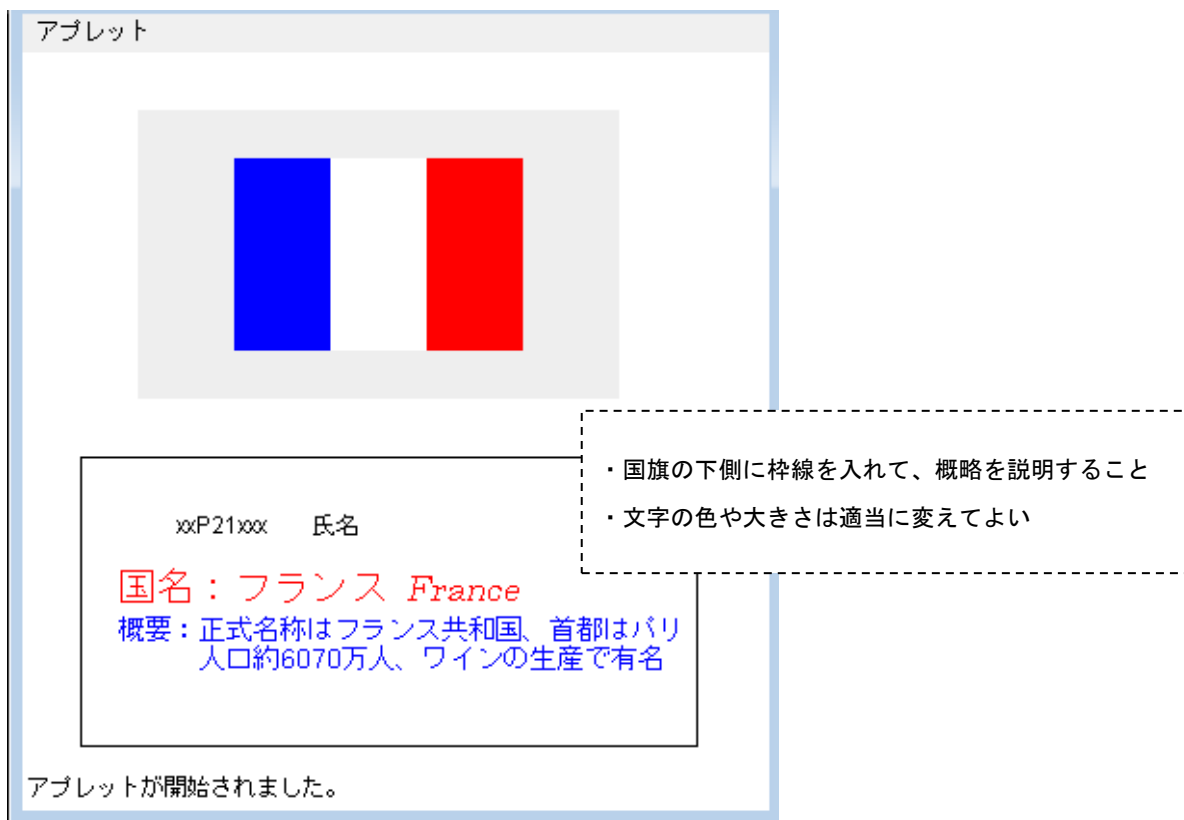 アプレット
・国旗の下側に枠線を入れて、概略を説明すること
・文字の色や大きさは適当に変えてよい
xxP21xxx 氏名
国名：フランス France
概要：正式名称はフランス共和国、首都はパリ
人口約6070万人、ワインの生産で有名
アプレットが開始されました。